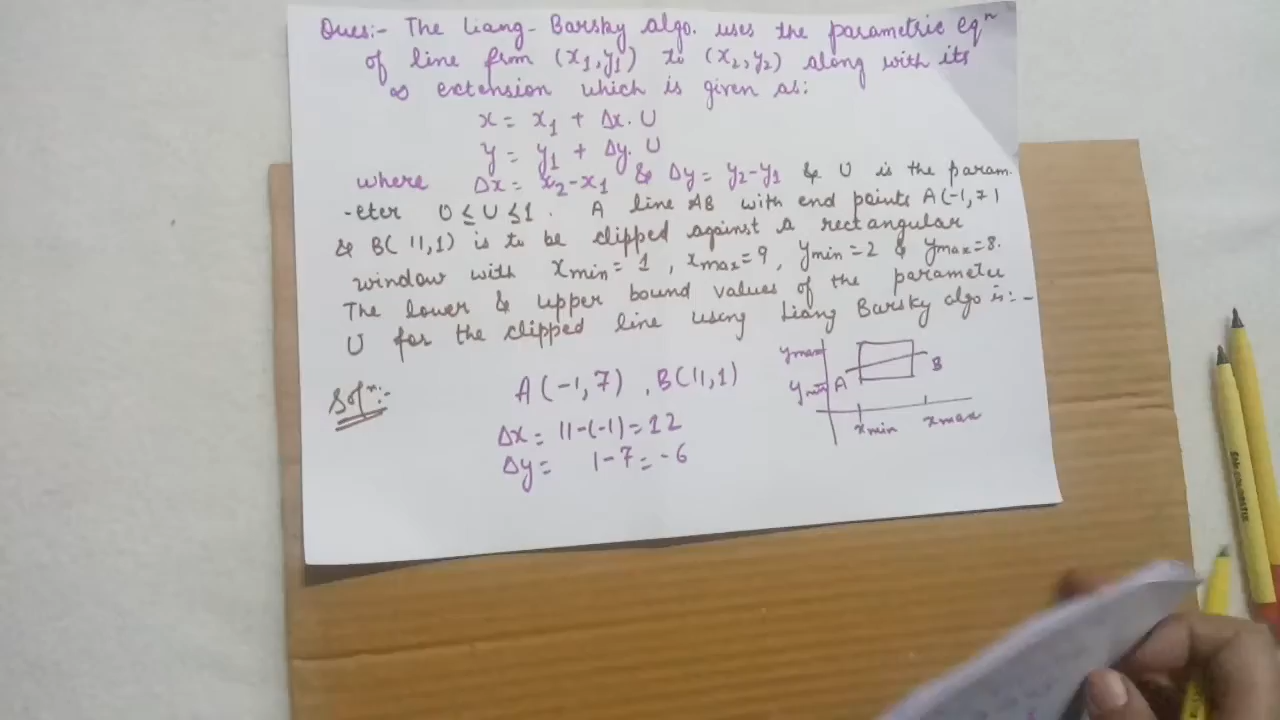 Ques:- The Liang-Barsky algo. uses the parametric eqⁿ
of line from (x₁,y₁) to (x₂,y₂) along with its
∞ extension which is given as:
x = x₁ + Δx. U
y = y₁ + Δy. U
where Δx = x₂-x₁ & Δy = y₂-y₁ & U is the param-
-eter 0 ≤ U ≤ 1. A line AB with end points A(-1,7)
& B(11,1) is to be clipped against a rectangular
window with xmin = 1, xmax = 9, ymin = 2 & ymax = 8.
The lower & upper bound values of the parameter
U for the clipped line using Liang Barsky algo is:-
Solⁿ:-
A(-1,7), B(11,1)
Δx = 11-(-1) = 12
Δy = 1-7 = -6
ymax
ymin A
B
xmin xmax